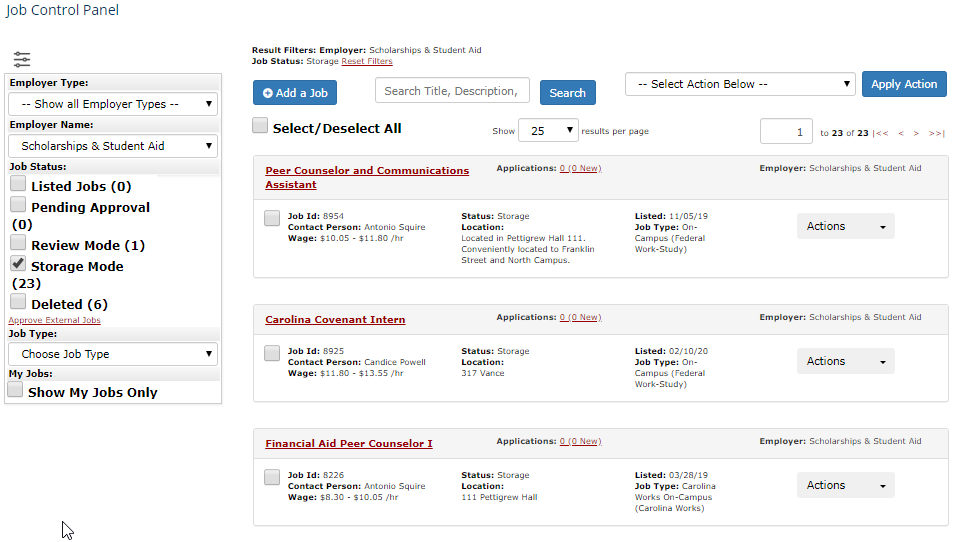 Job Control Panel
Employer Type:
-- Show all Employer Types --
Employer Name:
Scholarships & Student Aid
Job Status:
Listed Jobs (0)
Pending Approval
(0)
Review Mode (1)
Storage Mode
(23)
Deleted (6)
Approve External Jobs
Job Type:
Choose Job Type
My Jobs:
Show My Jobs Only
Result Filters: Employer: Scholarships & Student Aid
Job Status: Storage Reset Filters
Add a Job
Search Title, Description,
Search
-- Select Action Below --
Apply Action
Select/Deselect All
Show 25 results per page
1 to 23 of 23 |<< < > >>|
Peer Counselor and Communications
Assistant
Applications: 0 (0 New)
Employer: Scholarships & Student Aid
Job Id: 8954
Contact Person: Antonio Squire
Wage: $10.05 - $11.80 /hr
Status: Storage
Location:
Located in Pettigrew Hall 111.
Conveniently located to Franklin
Street and North Campus.
Listed: 11/05/19
Job Type: On-
Campus (Federal
Work-Study)
Actions
Carolina Covenant Intern
Applications: 0 (0 New)
Employer: Scholarships & Student Aid
Job Id: 8925
Contact Person: Candice Powell
Wage: $11.80 - $13.55 /hr
Status: Storage
Location:
317 Vance
Listed: 02/10/20
Job Type: On-
Campus (Federal
Work-Study)
Actions
Financial Aid Peer Counselor I
Applications: 0 (0 New)
Employer: Scholarships & Student Aid
Job Id: 8226
Contact Person: Antonio Squire
Wage: $8.30 - $10.05 /hr
Status: Storage
Location:
111 Pettigrew Hall
Listed: 03/28/19
Job Type: Carolina
Works On-Campus
(Carolina Works)
Actions